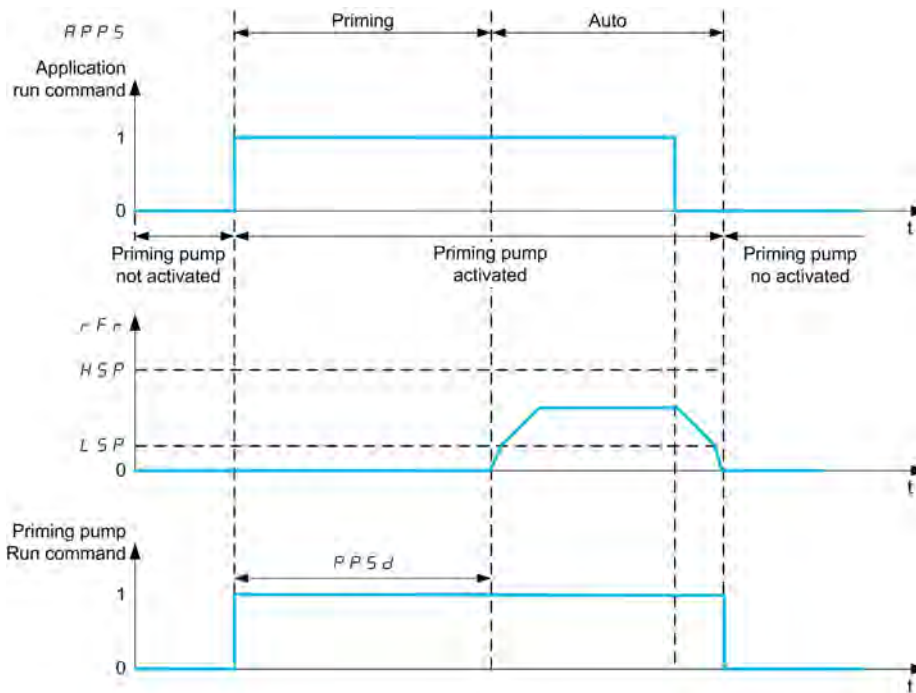 Priming
Auto
APPS
Application
run command
1
0
t
Priming pump
not activated
Priming pump
activated
Priming pump
no activated
rFr
HSP
LSP
0
t
Priming pump
Run command
PPSd
1
0
t